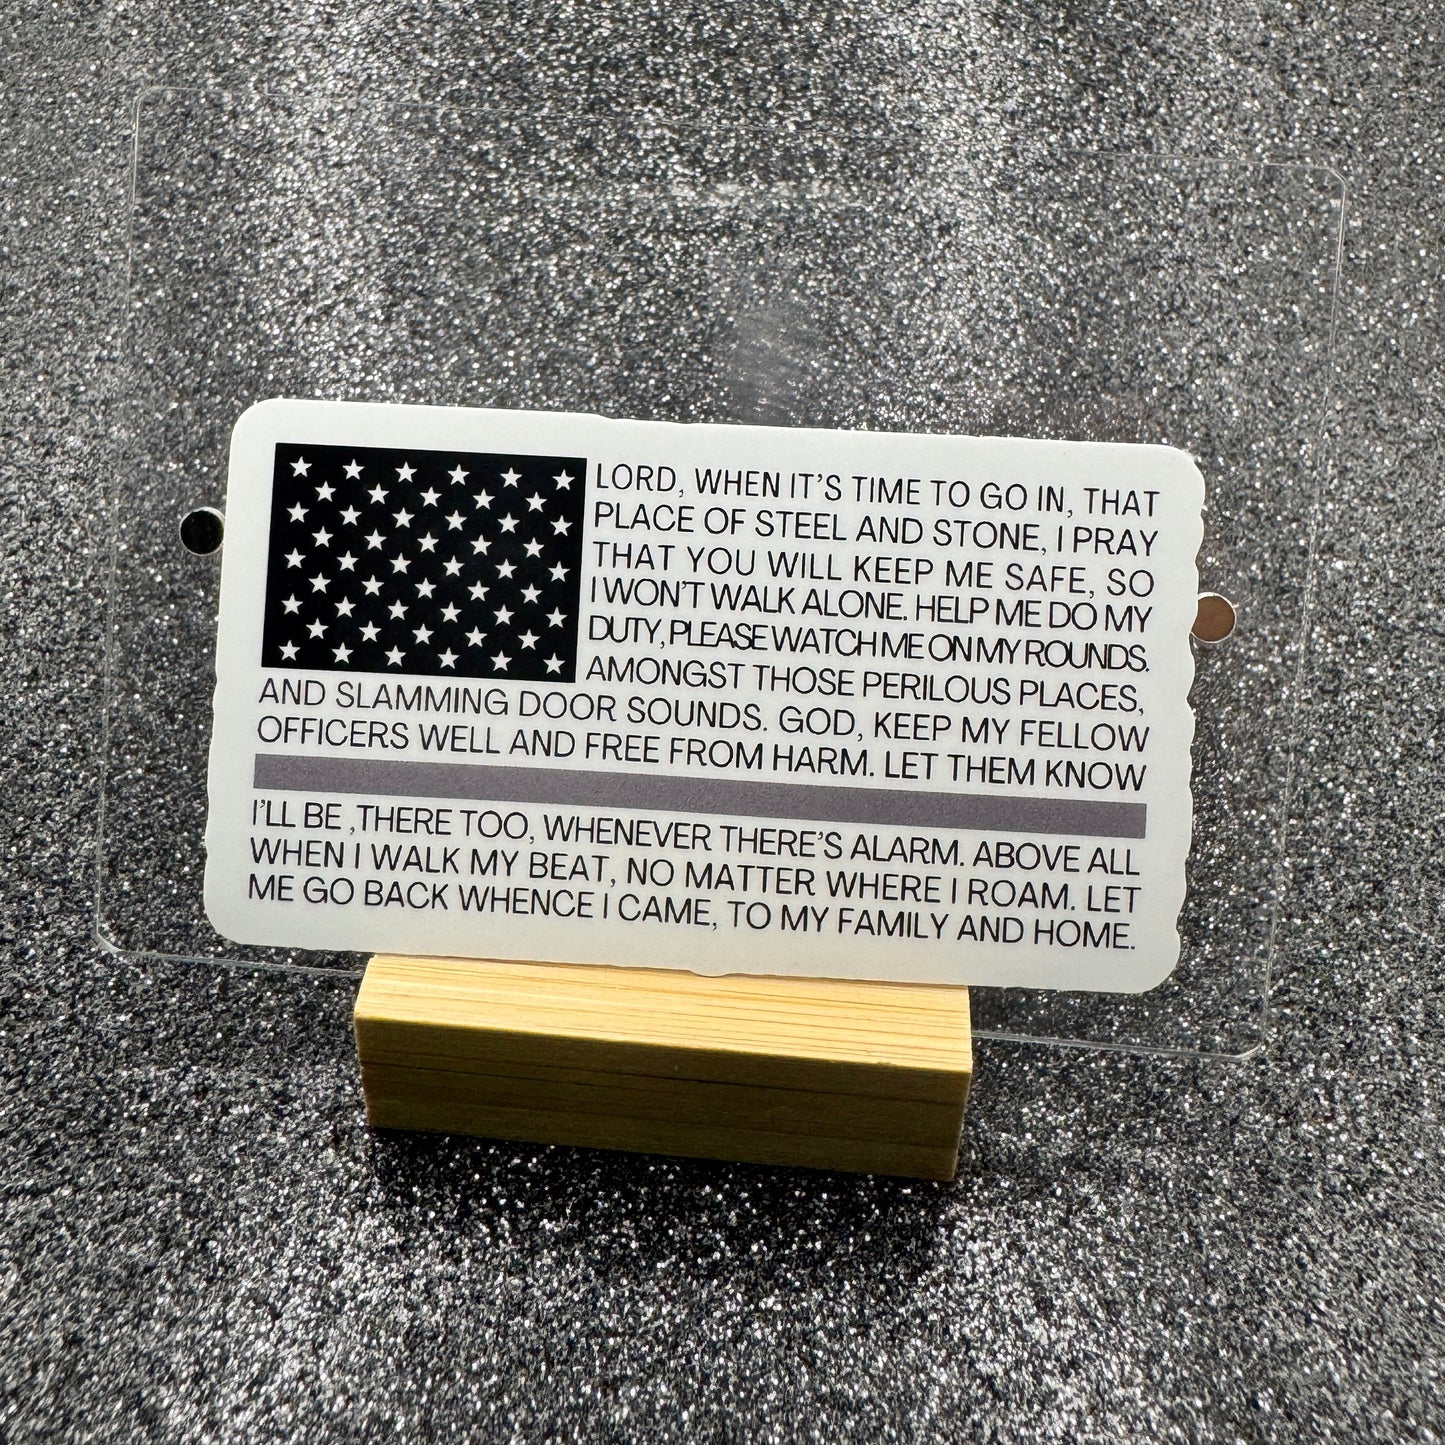 LORD, WHEN IT'S TIME TO GO IN, THAT
PLACE OF STEEL AND STONE, I PRAY
THAT YOU WILL KEEP ME SAFE, SO
I WON'T WALK ALONE. HELP ME DO MY
DUTY, PLEASE WATCH ME ON MY ROUNDS.
AMONGST THOSE PERILOUS PLACES,
AND SLAMMING DOOR SOUNDS. GOD, KEEP MY FELLOW
OFFICERS WELL AND FREE FROM HARM. LET THEM KNOW
I'LL BE ,THERE TOO, WHENEVER THERE'S ALARM. ABOVE ALL
WHEN I WALK MY BEAT, NO MATTER WHERE I ROAM. LET
ME GO BACK WHENCE I CAME, TO MY FAMILY AND HOME.